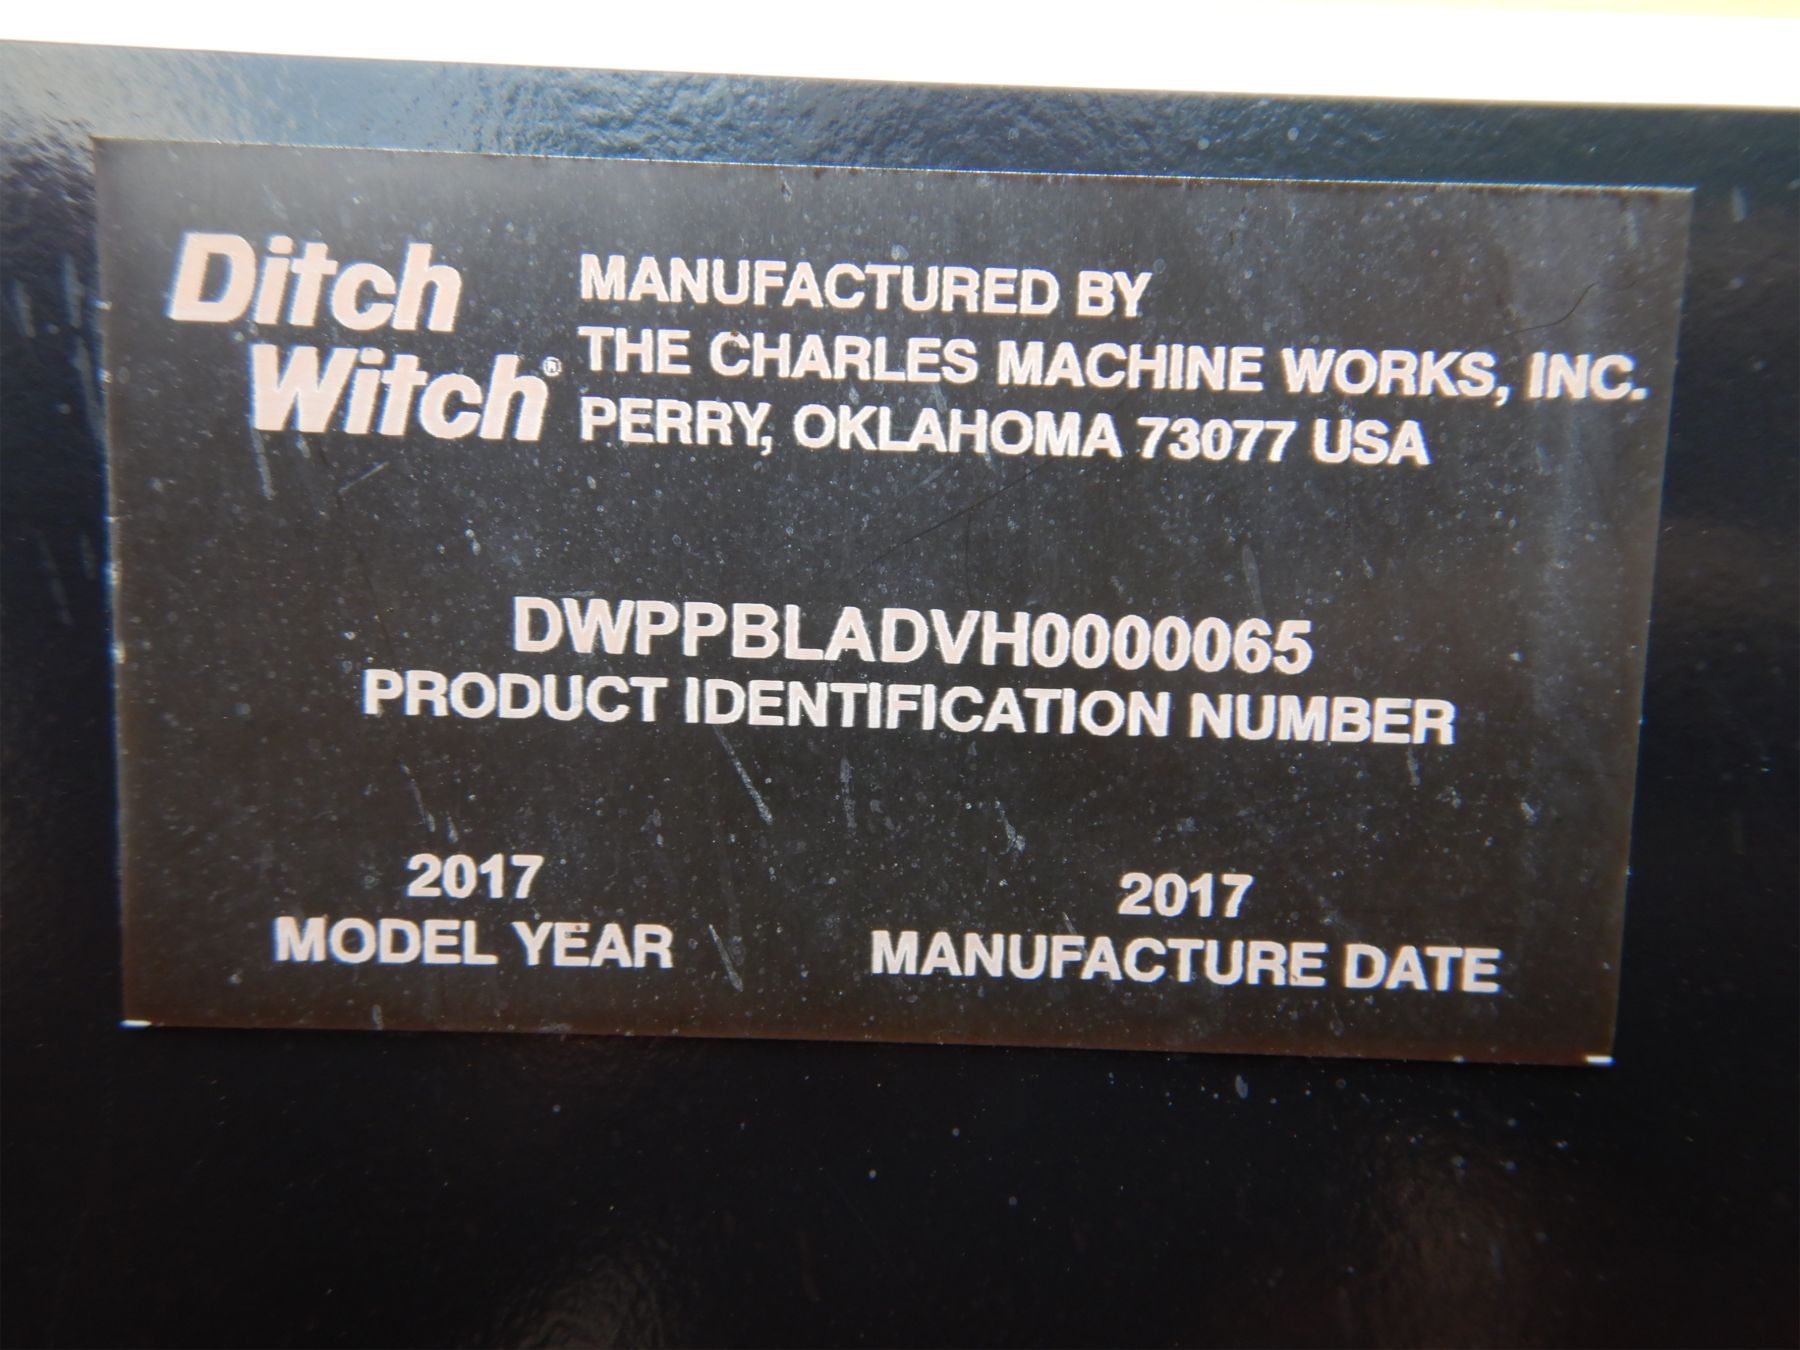 Ditch
Witch®
MANUFACTURED BY
THE CHARLES MACHINE WORKS, INC.
PERRY, OKLAHOMA 73077 USA
DWPPBLADVH0000065
PRODUCT IDENTIFICATION NUMBER
2017
MODEL YEAR
2017
MANUFACTURE DATE